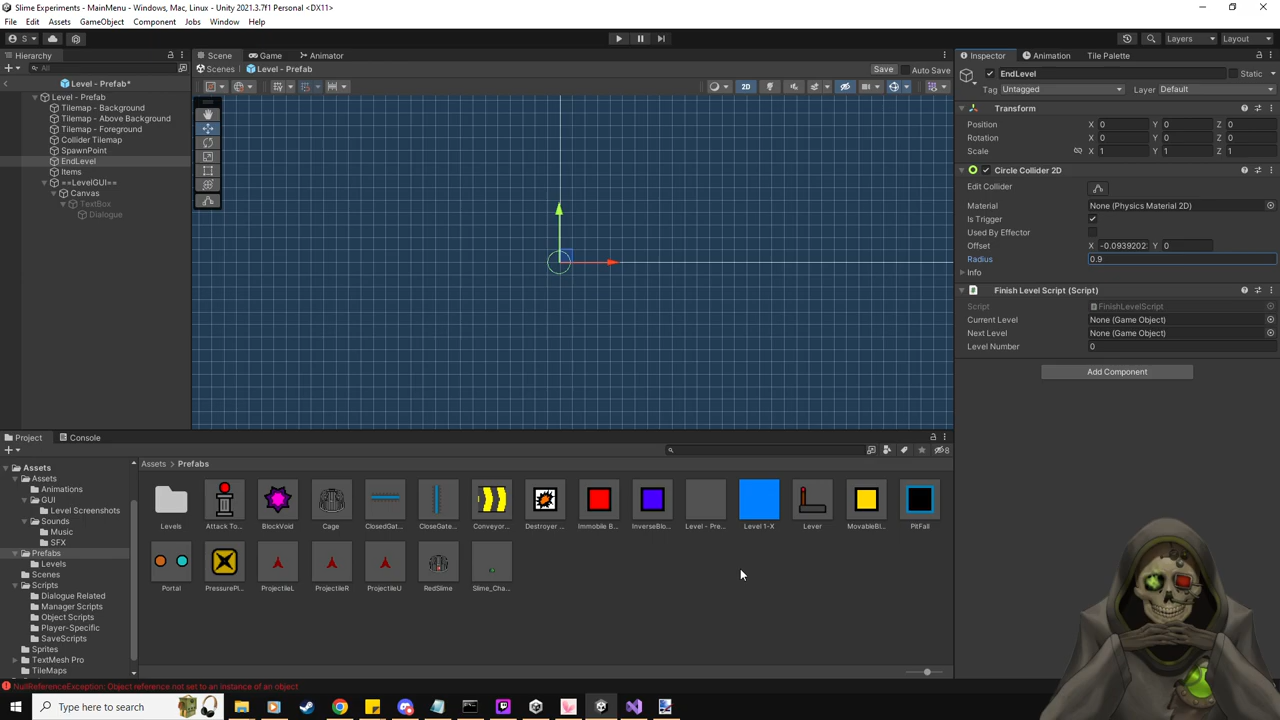 Slime Experiments - MainMenu - Windows, Mac, Linux - Unity 2021.3.7f1 Personal <DX11>
File Edit Assets GameObject Component Jobs Window Help
S Layers Layout
Hierarchy
All
Level - Prefab*
Level - Prefab
Tilemap - Background
Tilemap - Above Background
Tilemap - Foreground
Collider Tilemap
SpawnPoint
EndLevel
Items
==LevelGUI==
Canvas
TextBox
Dialogue
Scene Game Animator
Scenes Level - Prefab Save Auto Save
2D
Inspector Animation Tile Palette
EndLevel Static
Tag Untagged Layer Default
Transform
Position X 0 Y 0 Z 0
Rotation X 0 Y 0 Z 0
Scale X 1 Y 1 Z 1
Circle Collider 2D
Edit Collider
Material None (Physics Material 2D)
Is Trigger
Used By Effector
Offset X -0.0939202 Y 0
Radius 0.9
Info
Finish Level Script (Script)
Script FinishLevelScript
Current Level None (Game Object)
Next Level None (Game Object)
Level Number 0
Add Component
Project Console
8
Assets
Assets
Animations
GUI
Level Screenshots
Sounds
Music
SFX
Prefabs
Levels
Scenes
Scripts
Dialogue Related
Manager Scripts
Object Scripts
Player-Specific
SaveScripts
Sprites
TextMesh Pro
TileMaps
Assets > Prefabs
Levels Attack To... BlockVoid Cage ClosedGat... CloseGate... Conveyor... Destroyer ... Immobile B... InverseBlo... Level - Pre... Level 1-X Lever MovableBl... PitFall
Portal PressurePl... ProjectileL ProjectileR ProjectileU RedSlime Slime_Cha...
NullReferenceException: Object reference not set to an instance of an object
Type here to search